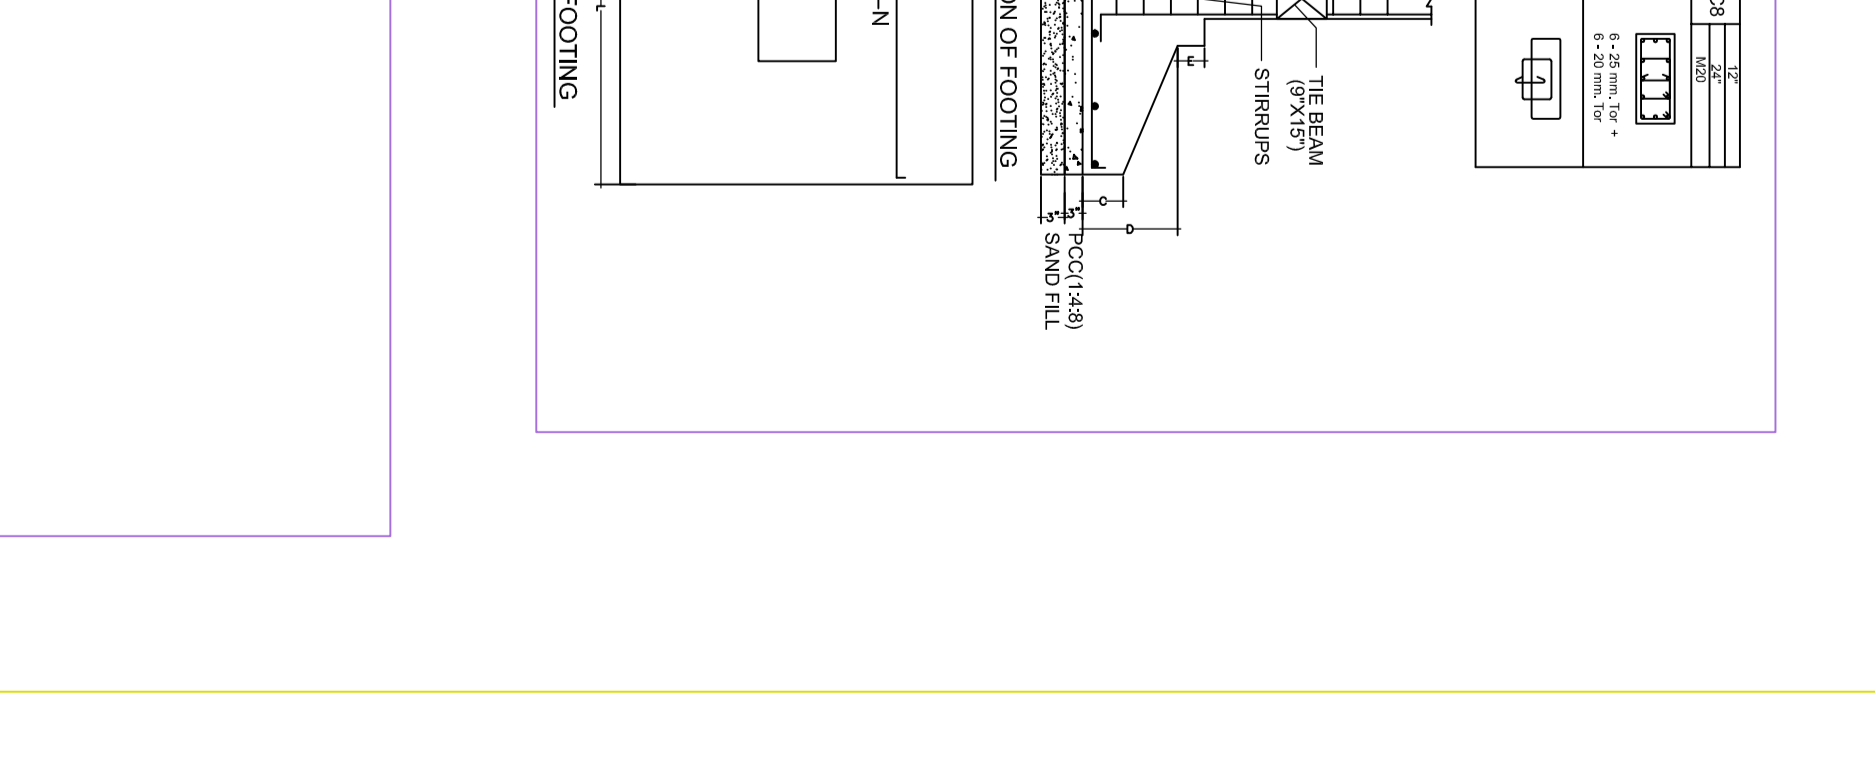 C8
12"
24"
M20
6 - 25 mm.Tor +
6 - 20 mm.Tor
TIE BEAM
(9"X15")
STIRRUPS
E
C
D
3"
3"
PCC(1:4:8)
SAND FILL
ON OF FOOTING
N
L
FOOTING